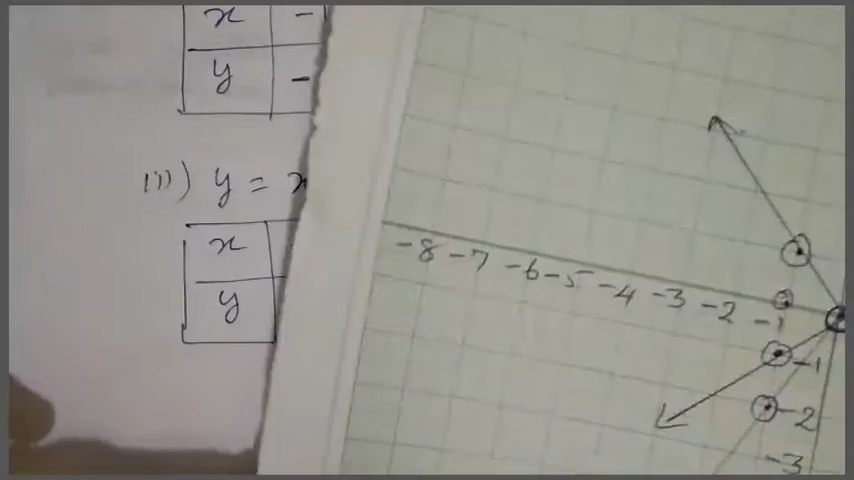 x -
y -
iii) y = x
x
y
-8 -7 -6 -5 -4 -3 -2 -1
-1
-2
-3